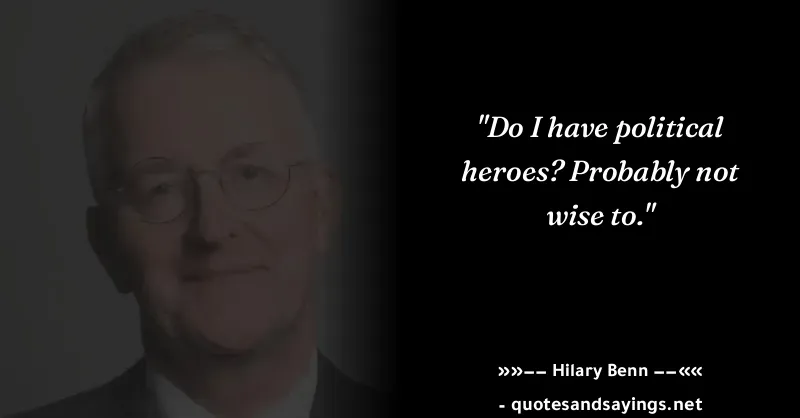 "Do I have political
heroes? Probably not
wise to."
»»–– Hilary Benn ––««
- quotesandsayings.net